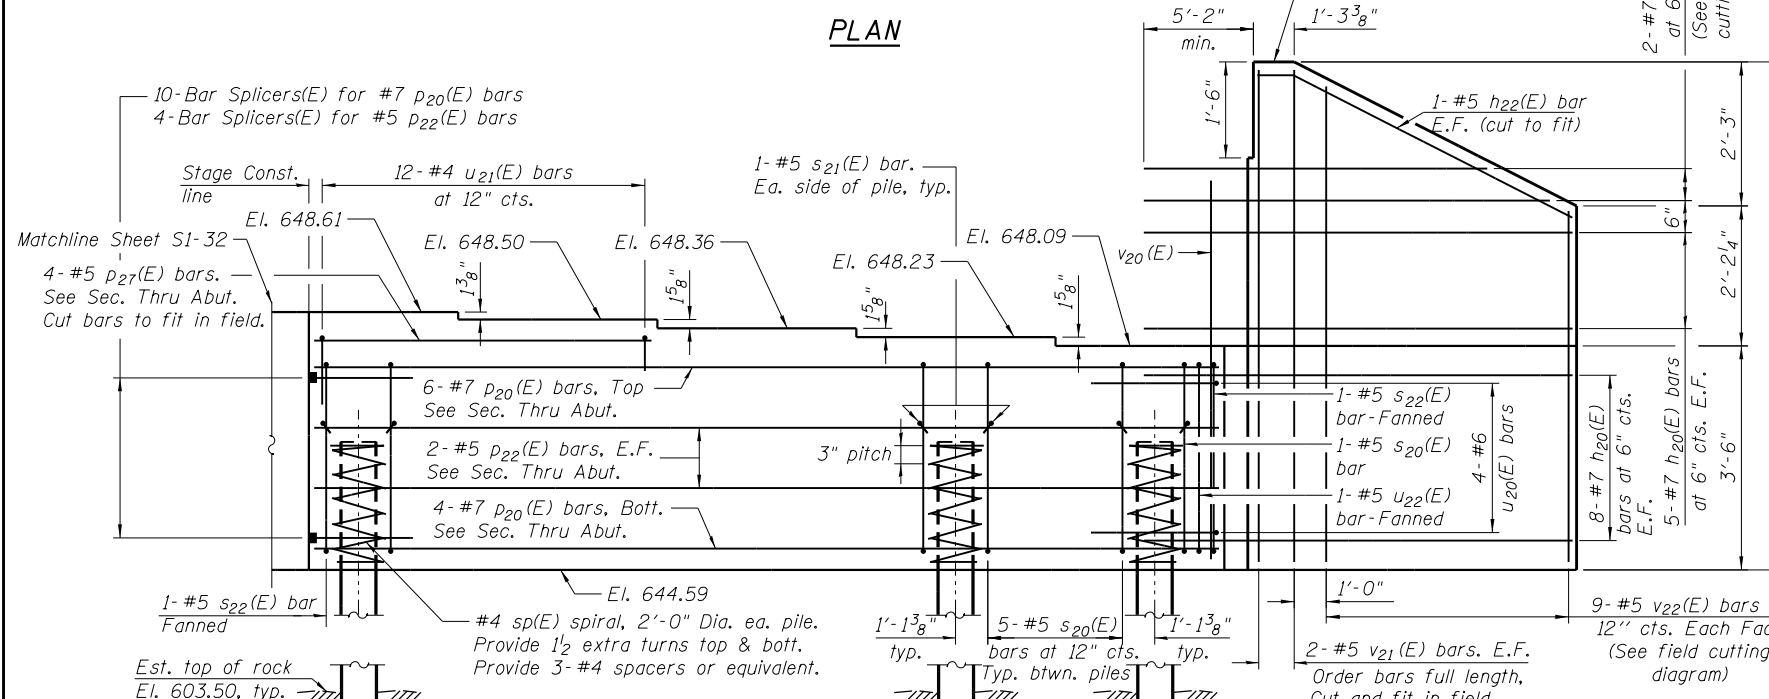 PLAN
5'-2"
min.
1'-3 3/8"
2-#7
at 6
(See
cutti
10-Bar Splicers(E) for #7 p20(E) bars
4-Bar Splicers(E) for #5 p22(E) bars
1'-6"
1-#5 h22(E) bar
E.F. (cut to fit)
2'-3"
Stage Const.
line
12-#4 u21(E) bars
at 12" cts.
1-#5 s21(E) bar.
Ea. side of pile, typ.
El. 648.61
Matchline Sheet S1-32
El. 648.50
El. 648.36
El. 648.23
El. 648.09
v20(E)
6"
2'-2 1/4"
4-#5 p27(E) bars.
See Sec. Thru Abut.
Cut bars to fit in field.
1 3/8"
1 5/8"
1 5/8"
1 5/8"
6-#7 p20(E) bars, Top
See Sec. Thru Abut.
2-#5 p22(E) bars, E.F.
See Sec. Thru Abut.
3" pitch
4-#7 p20(E) bars, Bott.
See Sec. Thru Abut.
1-#5 s22(E)
bar-Fanned
1-#5 s20(E)
bar
1-#5 u22(E)
bar-Fanned
4-#6
u20(E) bars
8-#7 h20(E)
bars at 6" cts.
E.F.
5-#7 h20(E) bars
at 6" cts. E.F.
3'-6"
El. 644.59
1-#5 s22(E) bar
Fanned
#4 sp(E) spiral, 2'-0" Dia. ea. pile.
Provide 1 1/2 extra turns top & bott.
Provide 3-#4 spacers or equivalent.
1'-1 3/8"
typ.
5-#5 s20(E)
bars at 12" cts.
Typ. btwn. piles
1'-1 3/8"
typ.
1'-0"
2-#5 v21(E) bars. E.F.
Order bars full length,
Cut and fit in field
9-#5 v22(E) bars
12" cts. Each Fac
(See field cutting
diagram)
Est. top of rock
El. 603.50, typ.